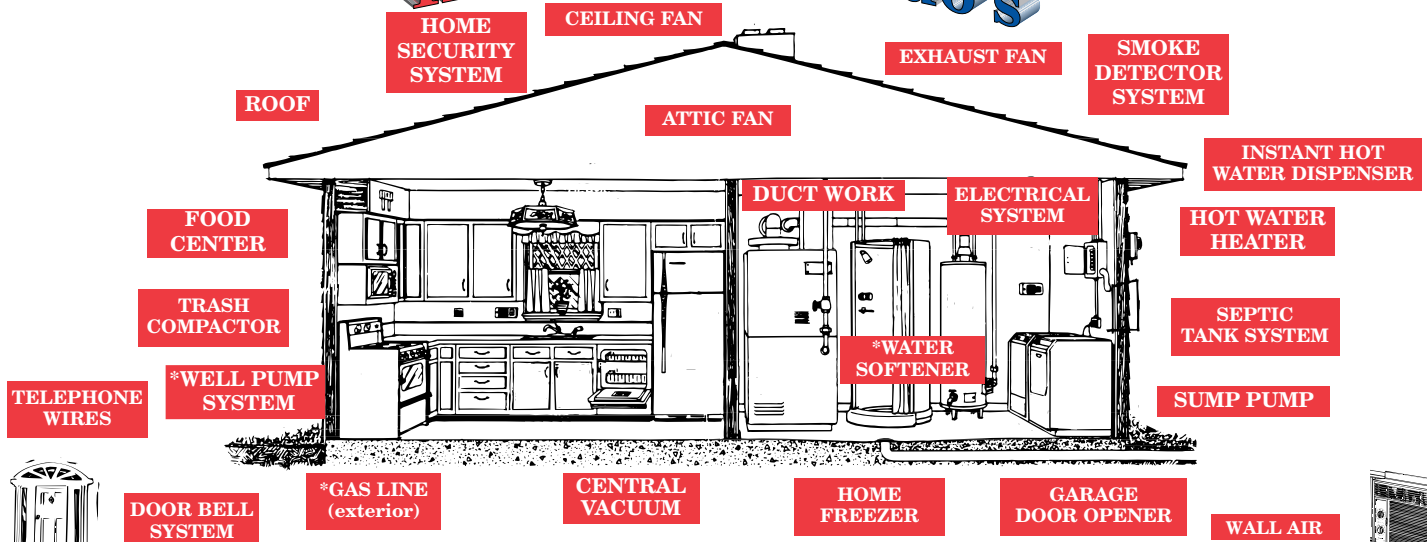 HOME
SECURITY
SYSTEM
CEILING FAN
EXHAUST FAN
SMOKE
DETECTOR
SYSTEM
ROOF
ATTIC FAN
INSTANT HOT
WATER DISPENSER
DUCT WORK
ELECTRICAL
SYSTEM
FOOD
CENTER
HOT WATER
HEATER
TRASH
COMPACTOR
SEPTIC
TANK SYSTEM
*WATER
SOFTENER
*WELL PUMP
SYSTEM
TELEPHONE
WIRES
SUMP PUMP
*GAS LINE
(exterior)
CENTRAL
VACUUM
HOME
FREEZER
GARAGE
DOOR OPENER
DOOR BELL
SYSTEM
WALL AIR